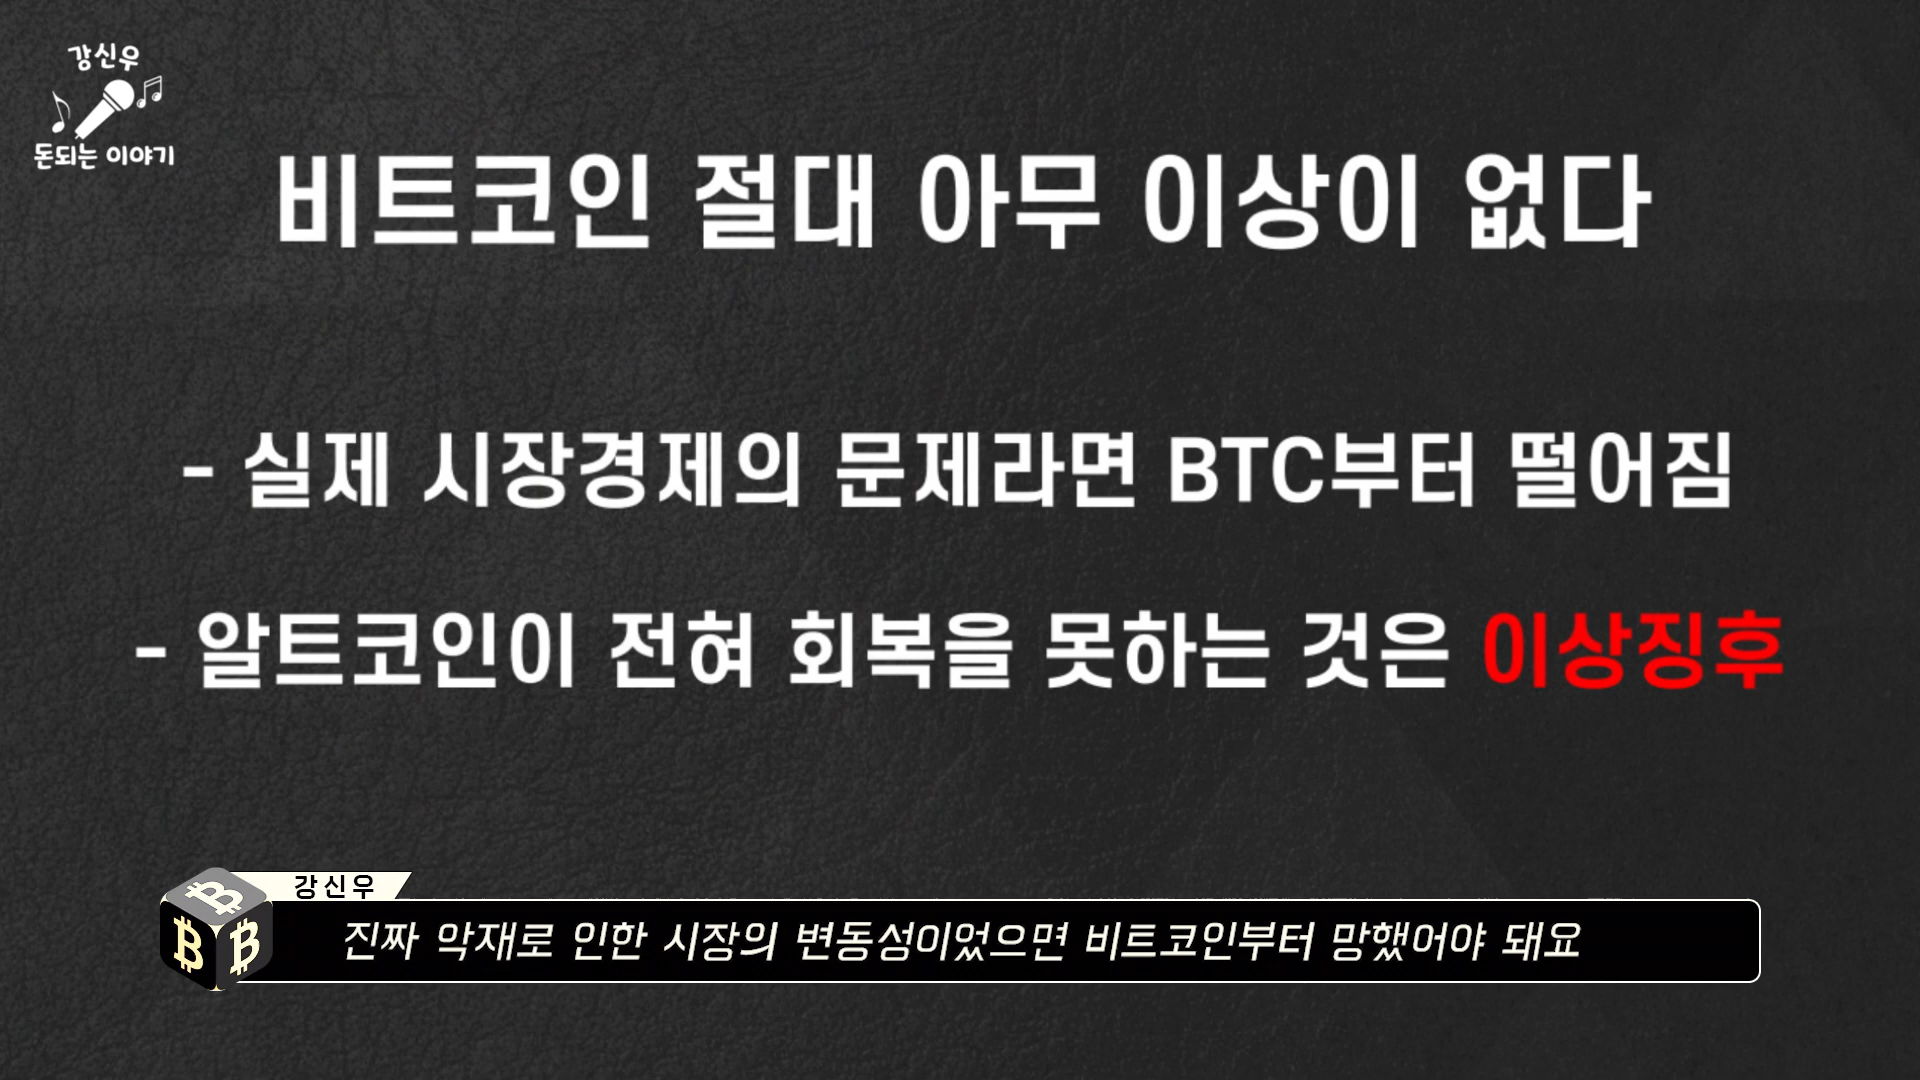 강신우
돈되는 이야기
비트코인 절대 아무 이상이 없다
- 실제 시장경제의 문제라면 BTC부터 떨어짐
- 알트코인이 전혀 회복을 못하는 것은 이상징후
강신우
진짜 악재로 인한 시장의 변동성이었으면 비트코인부터 망했어야 돼요